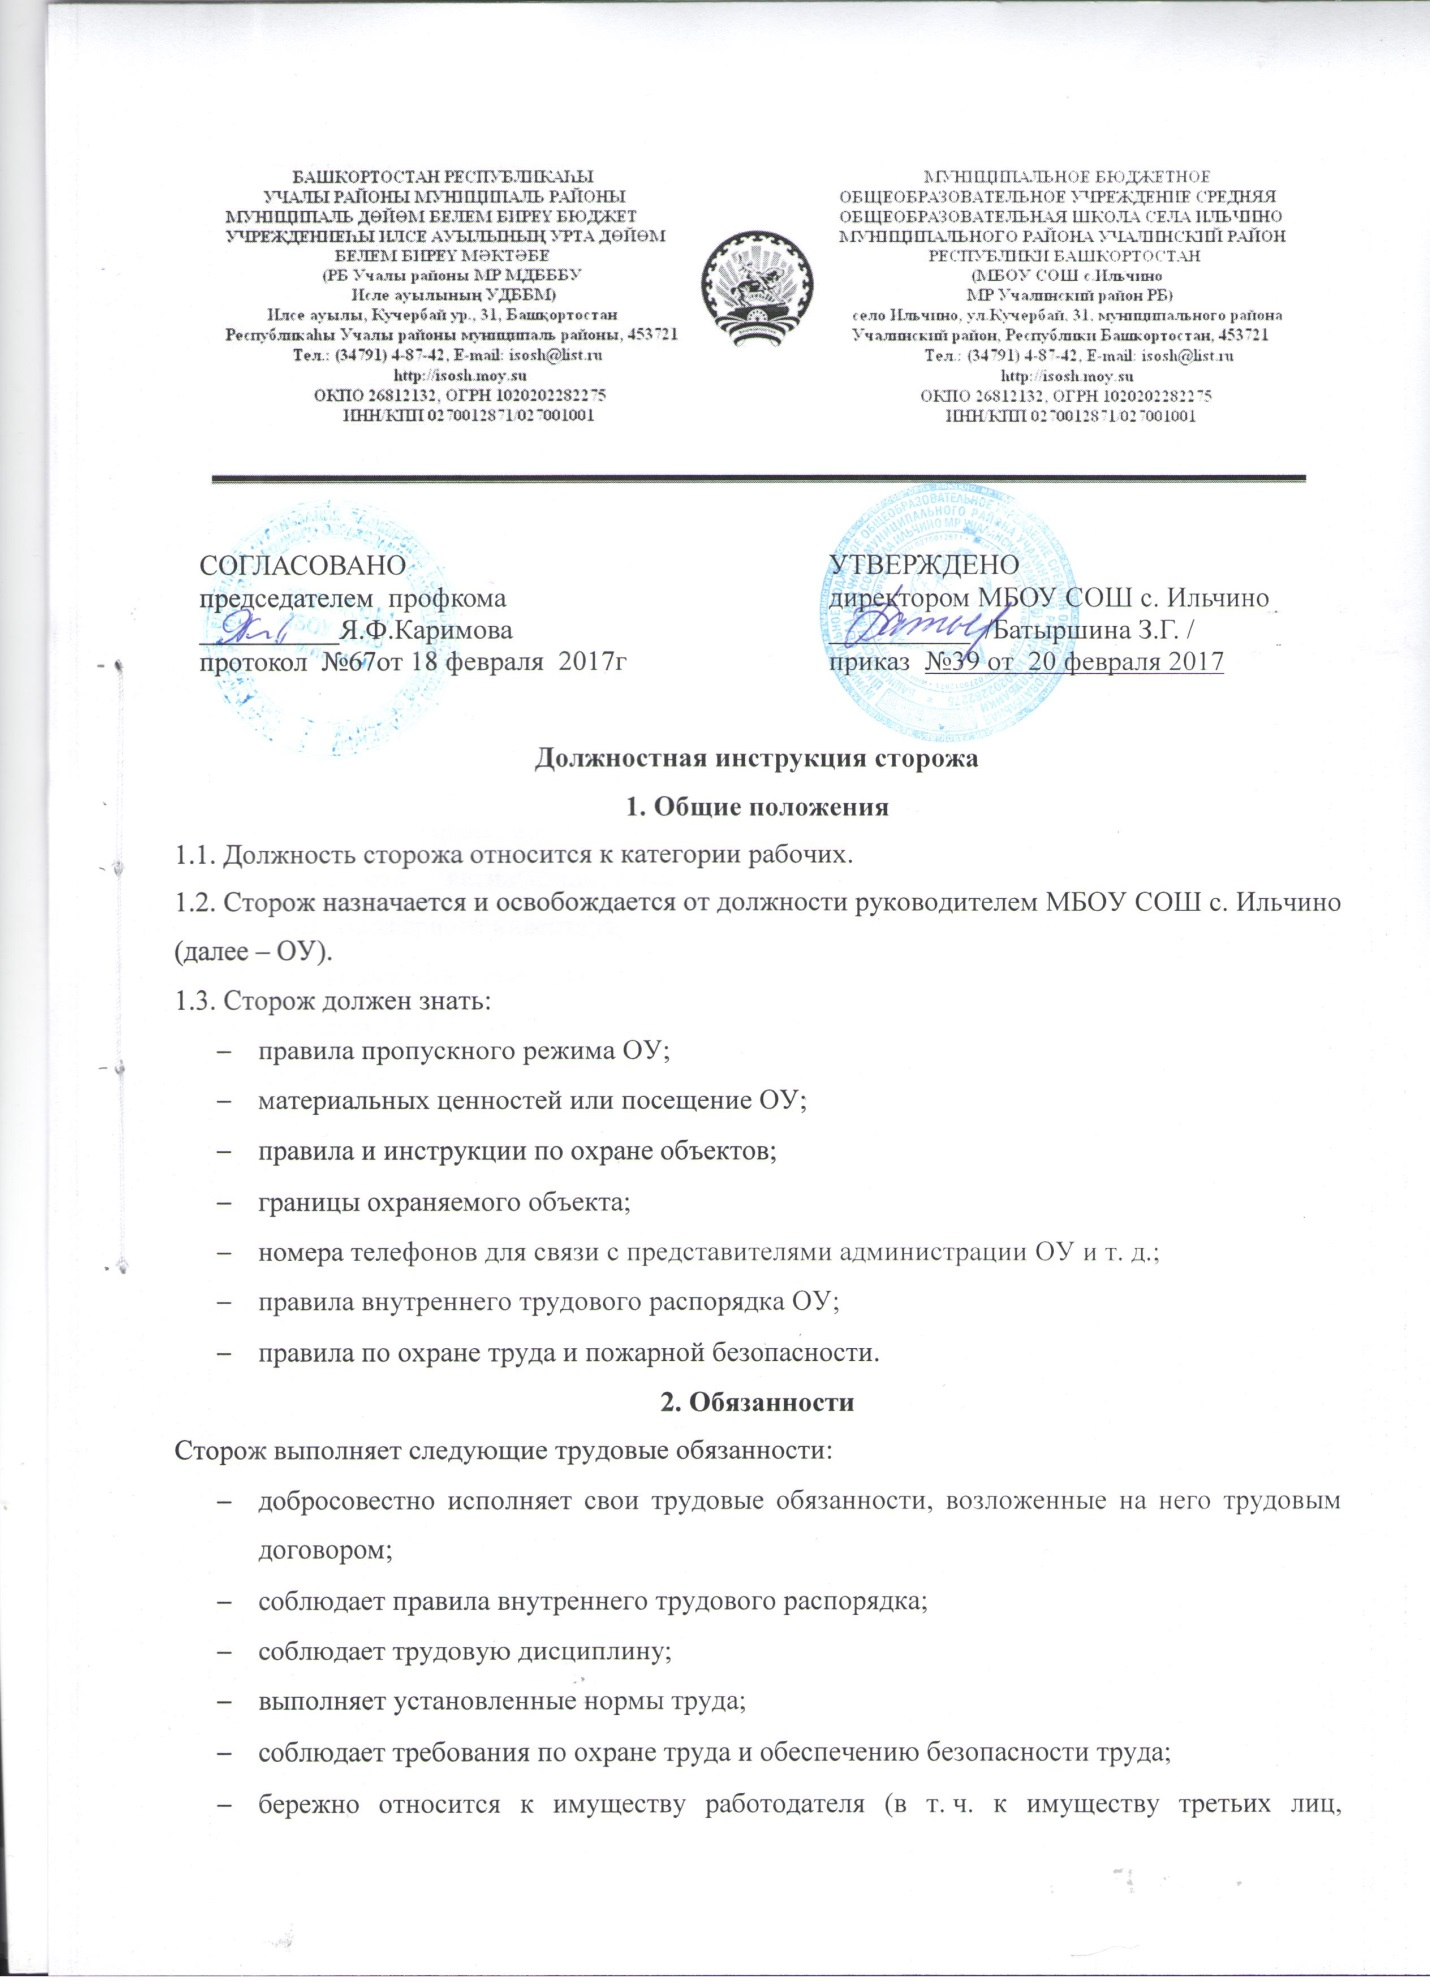 БАШКОРТОСТАН РЕСПУБЛИКАҺЫ
УЧАЛЫ РАЙОНЫ МУНИЦИПАЛЬ РАЙОНЫ
МУНИЦИПАЛЬ ДӨЙӨМ БЕЛЕМ БИРЕҮ БЮДЖЕТ
УЧРЕЖДЕНИЕҺЫ ИЛСЕ АУЫЛЫНЫҢ УРТА ДӨЙӨМ
БЕЛЕМ БИРЕҮ МӘКТӘБЕ
(РБ Учалы районы МР МДББУ
Исле ауылының УДББМ)
Илсе ауылы, Кучербай ур., 31, Башҡортостан
Республикаһы Учалы районы муниципаль районы, 453721
Тел.: (34791) 4-87-42, E-mail: isosh@list.ru
http://isosh.moy.su
ОКПО 26812132, ОГРН 1020202282275
ИНН/КПП 0270012871/027001001
МУНИЦИПАЛЬНОЕ БЮДЖЕТНОЕ
ОБЩЕОБРАЗОВАТЕЛЬНОЕ УЧРЕЖДЕНИЕ СРЕДНЯЯ
ОБЩЕОБРАЗОВАТЕЛЬНАЯ ШКОЛА СЕЛА ИЛЬЧИНО
МУНИЦИПАЛЬНОГО РАЙОНА УЧАЛИНСКИЙ РАЙОН
РЕСПУБЛИКИ БАШКОРТОСТАН
(МБОУ СОШ с.Ильчино
МР Учалинский район РБ)
село Ильчино, ул.Кучербай, 31, муниципального района
Учалинский район, Республики Башкортостан, 453721
Тел.: (34791) 4-87-42, E-mail: isosh@list.ru
http://isosh.moy.su
ОКПО 26812132, ОГРН 1020202282275
ИНН/КПП 0270012871/027001001
СОГЛАСОВАНО
председателем профкома
__________Я.Ф.Каримова
протокол №67от 18 февраля 2017г
УТВЕРЖДЕНО
директором МБОУ СОШ с. Ильчино
___________/Батыршина З.Г. /
приказ №39 от 20 февраля 2017
Должностная инструкция сторожа
1. Общие положения
1.1. Должность сторожа относится к категории рабочих.
1.2. Сторож назначается и освобождается от должности руководителем МБОУ СОШ с. Ильчино
(далее – ОУ).
1.3. Сторож должен знать:
– правила пропускного режима ОУ;
– материальных ценностей или посещение ОУ;
– правила и инструкции по охране объектов;
– границы охраняемого объекта;
– номера телефонов для связи с представителями администрации ОУ и т. д.;
– правила внутреннего трудового распорядка ОУ;
– правила по охране труда и пожарной безопасности.
2. Обязанности
Сторож выполняет следующие трудовые обязанности:
– добросовестно исполняет свои трудовые обязанности, возложенные на него трудовым
договором;
– соблюдает правила внутреннего трудового распорядка;
– соблюдает трудовую дисциплину;
– выполняет установленные нормы труда;
– соблюдает требования по охране труда и обеспечению безопасности труда;
– бережно относится к имуществу работодателя (в т. ч. к имуществу третьих лиц,